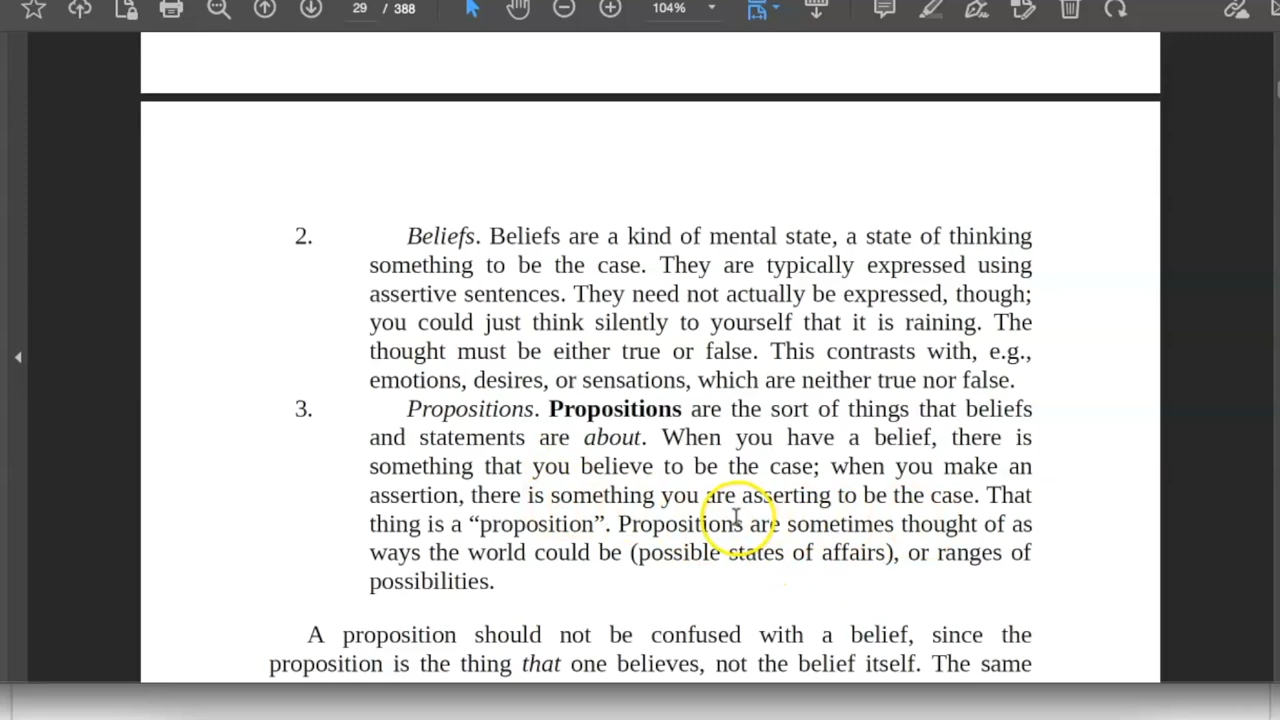 29 / 388 104%
2. Beliefs. Beliefs are a kind of mental state, a state of thinking
something to be the case. They are typically expressed using
assertive sentences. They need not actually be expressed, though;
you could just think silently to yourself that it is raining. The
thought must be either true or false. This contrasts with, e.g.,
emotions, desires, or sensations, which are neither true nor false.
3. Propositions. Propositions are the sort of things that beliefs
and statements are about. When you have a belief, there is
something that you believe to be the case; when you make an
assertion, there is something you are asserting to be the case. That
thing is a “proposition”. Propositions are sometimes thought of as
ways the world could be (possible states of affairs), or ranges of
possibilities.
A proposition should not be confused with a belief, since the
proposition is the thing that one believes, not the belief itself. The same